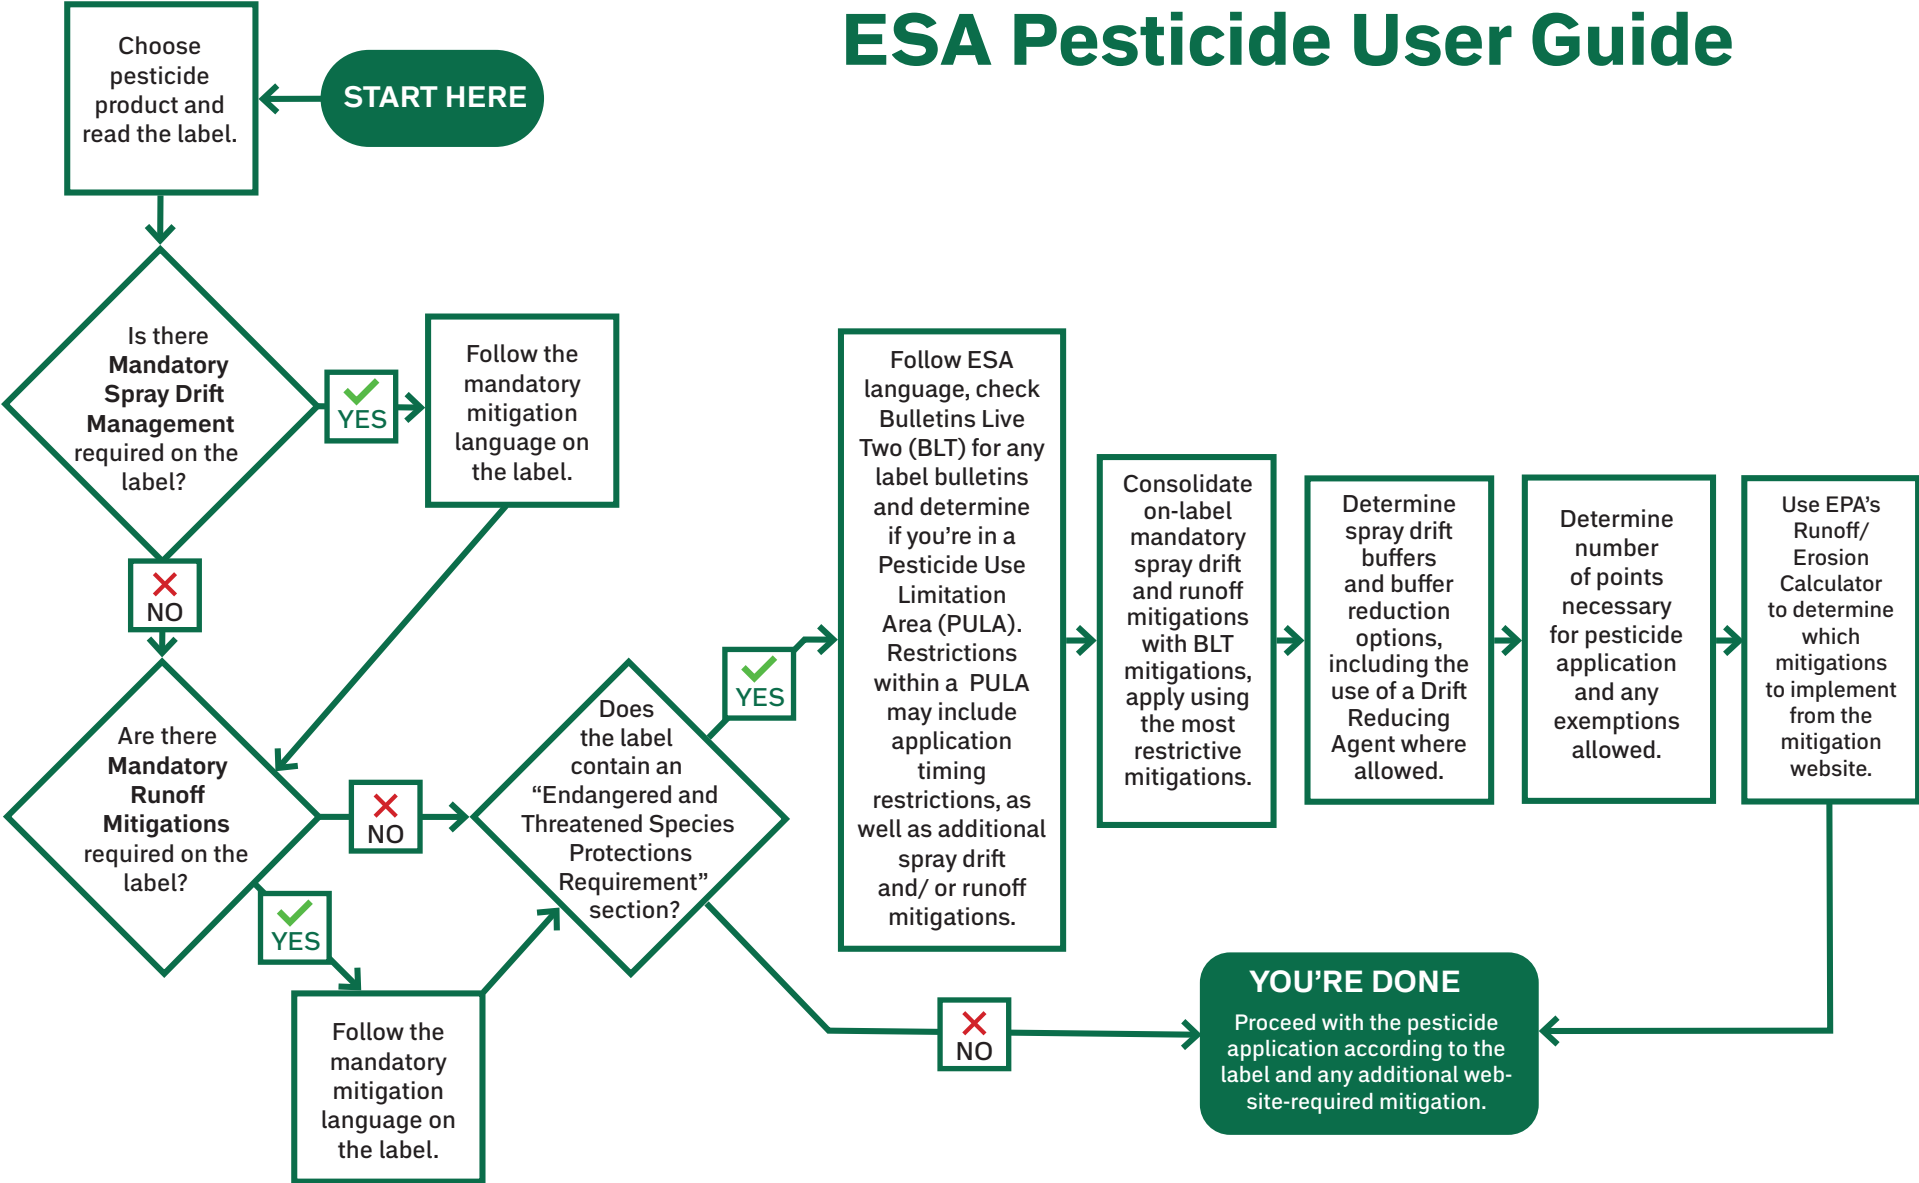 ESA Pesticide User Guide
START HERE
Choose
pesticide
product and
read the label.
Is there
Mandatory
Spray Drift
Management
required on the
label?
YES
Follow the
mandatory
mitigation
language on
the label.
NO
Are there
Mandatory
Runoff
Mitigations
required on the
label?
NO
YES
Follow the
mandatory
mitigation
language on
the label.
Does
the label
contain an
“Endangered and
Threatened Species
Protections
Requirement”
section?
YES
Follow ESA
language, check
Bulletins Live
Two (BLT) for any
label bulletins
and determine
if you’re in a
Pesticide Use
Limitation
Area (PULA).
Restrictions
within a PULA
may include
application
timing
restrictions, as
well as additional
spray drift
and/ or runoff
mitigations.
Consolidate
on-label
mandatory
spray drift
and runoff
mitigations
with BLT
mitigations,
apply using
the most
restrictive
mitigations.
Determine
spray drift
buffers
and buffer
reduction
options,
including the
use of a Drift
Reducing
Agent where
allowed.
Determine
number
of points
necessary
for pesticide
application
and any
exemptions
allowed.
Use EPA’s
Runoff/
Erosion
Calculator
to determine
which
mitigations
to implement
from the
mitigation
website.
NO
YOU’RE DONE
Proceed with the pesticide
application according to the
label and any additional web-
site-required mitigation.